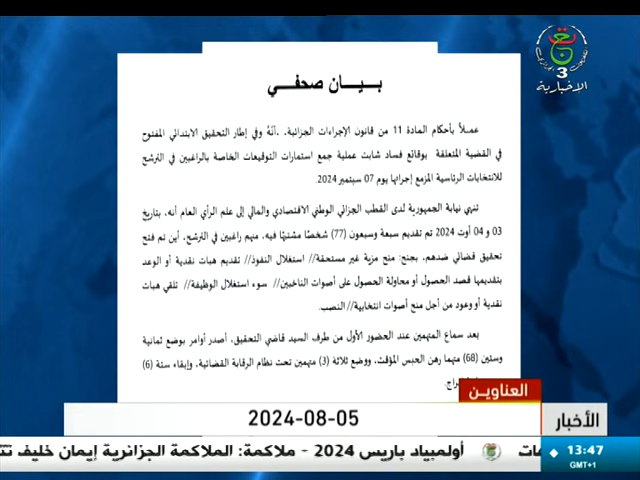 3
الإخبارية
بـيـــان صحفـي
عمـلاً بأحكام المادة 11 من قانون الإجراءات الجزائية، ،أنّهُ وفي إطار التحقيق الابتدائي المفتوح
في القضية المتعلقة بوقائع فساد شابت عملية جمع استمارات التوقيعات الخاصة بالراغبين في الترشح
للانتخابات الرئاسية المزمع إجرائها يوم 07 سبتمبر 2024.
تنهي نيابة الجمهورية لدى القطب الجزائي الوطني الاقتصادي والمالي إلى علم الرأي العام أنه، بتاريخ
03 و 04 أوت 2024 تم تقديم سبعة وسبعون (77) شخصًا مشتبهًا فيه، منهم راغبين في الترشح، أين تم فتح
تحقيق قضائي ضدهم، بجنح: منح مزية غير مستحقة// استغلال النفوذ// تقديم هبات نقدية أو الوعد
بتقديمها قصد الحصول أو محاولة الحصول على أصوات الناخبين// سوء استغلال الوظيفة// تلقي هبات
نقدية أو وعود من أجل منح أصوات انتخابية// النصب.
بعد سماع المتهمين عند الحضور الأول من طرف السيد قاضي التحقيق، أصدر أوامر بوضع ثمانية
وستين (68) متهما رهن الحبس المؤقت، ووضع ثلاثة (3) متهمين تحت نظام الرقابة القضائية، وإبقاء ستة (6)
العناوين
الأخبار
2024-08-05
13:47
GMT+1
أولمبياد باريس 2024 - ملاكمة: الملاكمة الجزائرية إيمان خليف